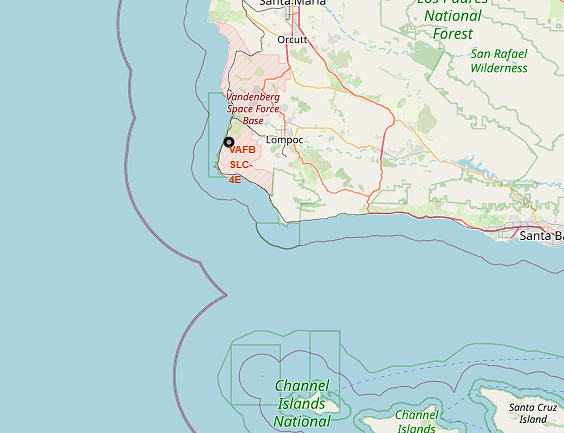 Santa Maria
Los Padres
National
Forest
Orcutt
San Rafael
Wilderness
Vandenberg
Space Force
Base
Lompoc
VAFB
SLC-
4E
Santa Ba
Channel
Islands
National
Channel
Islands
Santa Cruz
Island